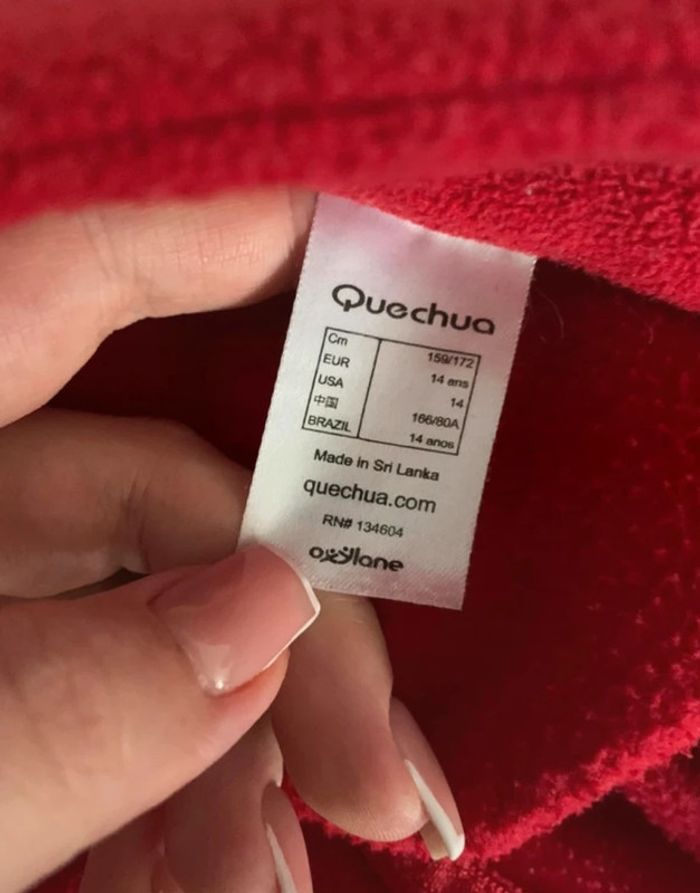 Quechua
Cm 159/172
EUR 14 ans
USA 14
中国 166/80A
BRAZIL 14 anos
Made in Sri Lanka
quechua.com
RN# 134604
oxylane